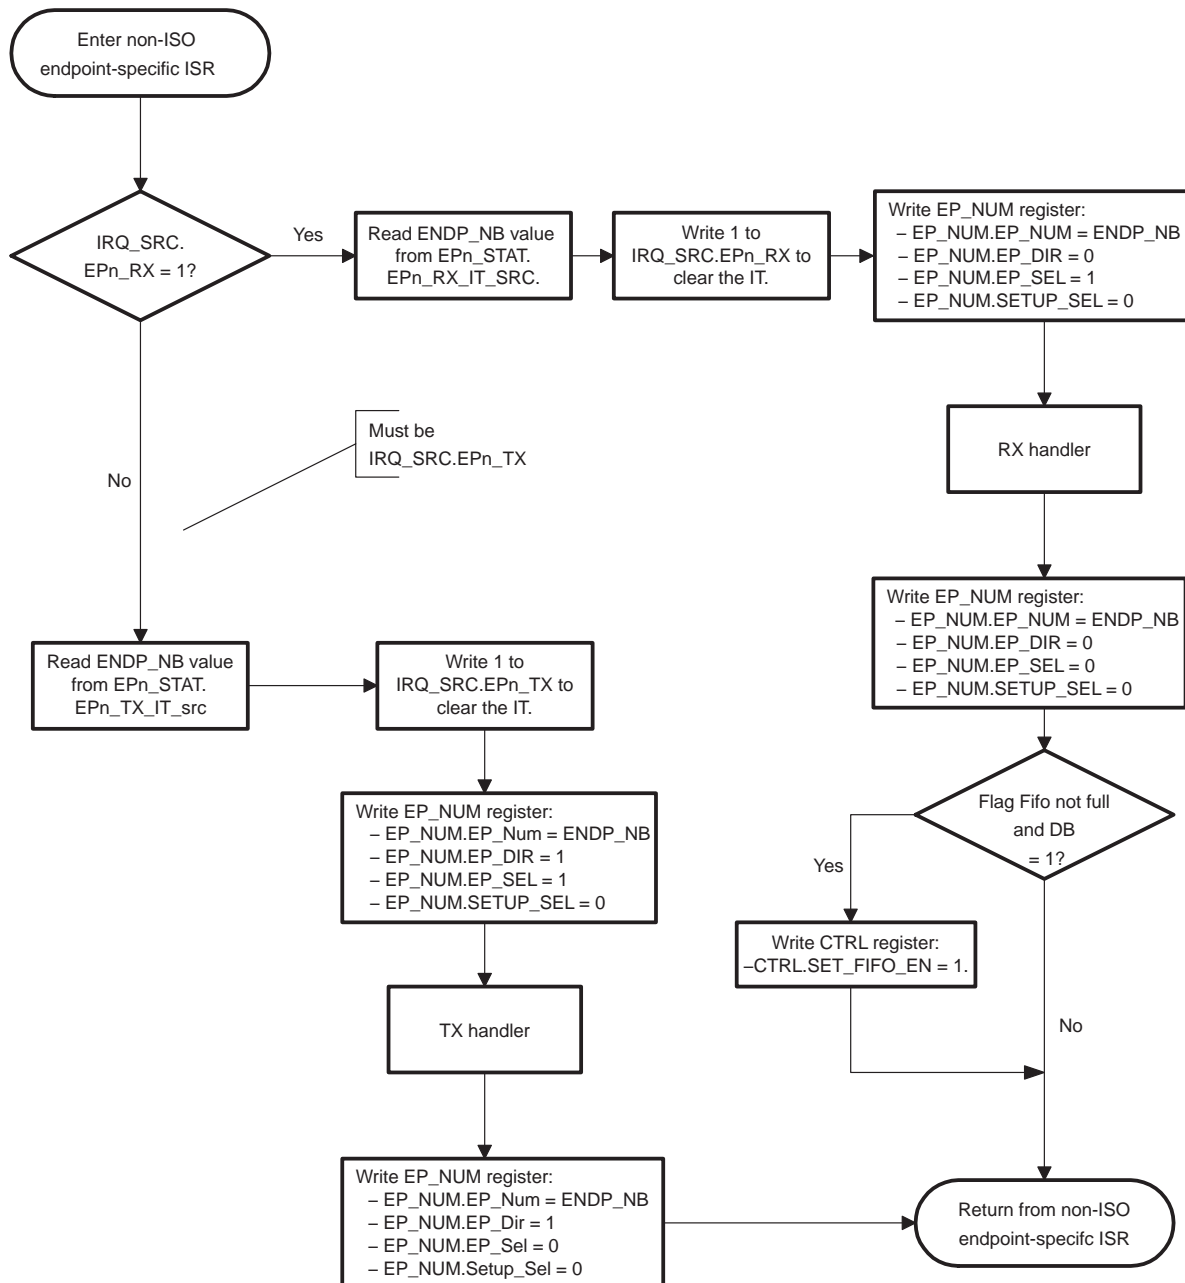 Enter non-ISO
endpoint-specific ISR
IRQ_SRC.
EPn_RX = 1?
Yes
Read ENDP_NB value
from EPn_STAT.
EPn_RX_IT_SRC.
Write 1 to
IRQ_SRC.EPn_RX to
clear the IT.
Write EP_NUM register:
– EP_NUM.EP_NUM = ENDP_NB
– EP_NUM.EP_DIR = 0
– EP_NUM.EP_SEL = 1
– EP_NUM.SETUP_SEL = 0
RX handler
Must be
IRQ_SRC.EPn_TX
No
Write EP_NUM register:
– EP_NUM.EP_NUM = ENDP_NB
– EP_NUM.EP_DIR = 0
– EP_NUM.EP_SEL = 0
– EP_NUM.SETUP_SEL = 0
Read ENDP_NB value
from EPn_STAT.
EPn_TX_IT_src
Write 1 to
IRQ_SRC.EPn_TX to
clear the IT.
Write EP_NUM register:
– EP_NUM.EP_Num = ENDP_NB
– EP_NUM.EP_DIR = 1
– EP_NUM.EP_SEL = 1
– EP_NUM.SETUP_SEL = 0
Flag Fifo not full
and DB
= 1?
Yes
Write CTRL register:
–CTRL.SET_FIFO_EN = 1.
No
TX handler
Write EP_NUM register:
– EP_NUM.EP_Num = ENDP_NB
– EP_NUM.EP_Dir = 1
– EP_NUM.EP_Sel = 0
– EP_NUM.Setup_Sel = 0
Return from non-ISO
endpoint-specifc ISR